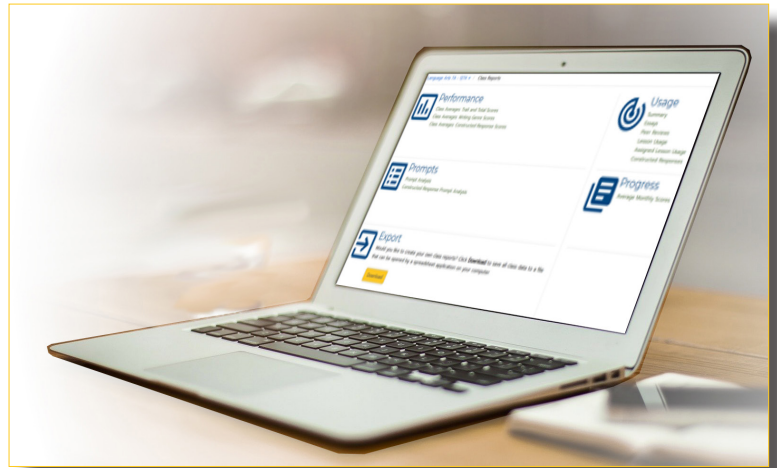 Class Reports
Performance
Class Averages: Trait and Total Scores
Class Averages: Writing Genre Scores
Class Averages: Constructed Response Scores
Prompts
Prompt Analysis
Constructed Response Prompt Analysis
Export
Would you like to create your own class reports? Click Download to save all class data to a file
that can be opened by a spreadsheet application on your computer.
Download
Usage
Summary
Essays
Peer Reviews
Lesson Usage
Assigned Lesson Usage
Constructed Responses
Progress
Average Monthly Scores